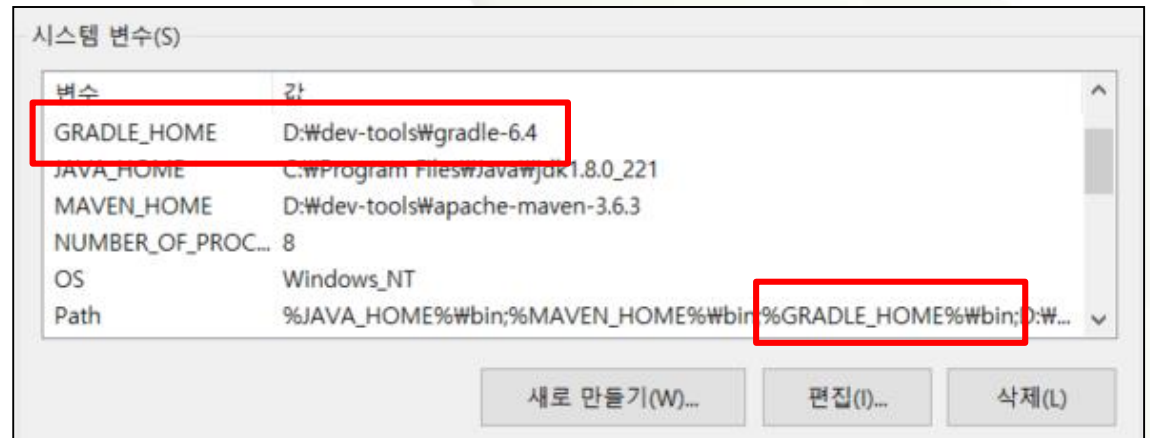 시스템 변수(S)
변수 값
GRADLE_HOME D:₩dev-tools₩gradle-6.4
JAVA_HOME C:₩Program Files₩Java₩jdk1.8.0_221
MAVEN_HOME D:₩dev-tools₩apache-maven-3.6.3
NUMBER_OF_PROC... 8
OS Windows_NT
Path %JAVA_HOME%₩bin;%MAVEN_HOME%₩bin;%GRADLE_HOME%₩bin;D:₩...
새로 만들기(W)... 편집(I)... 삭제(L)